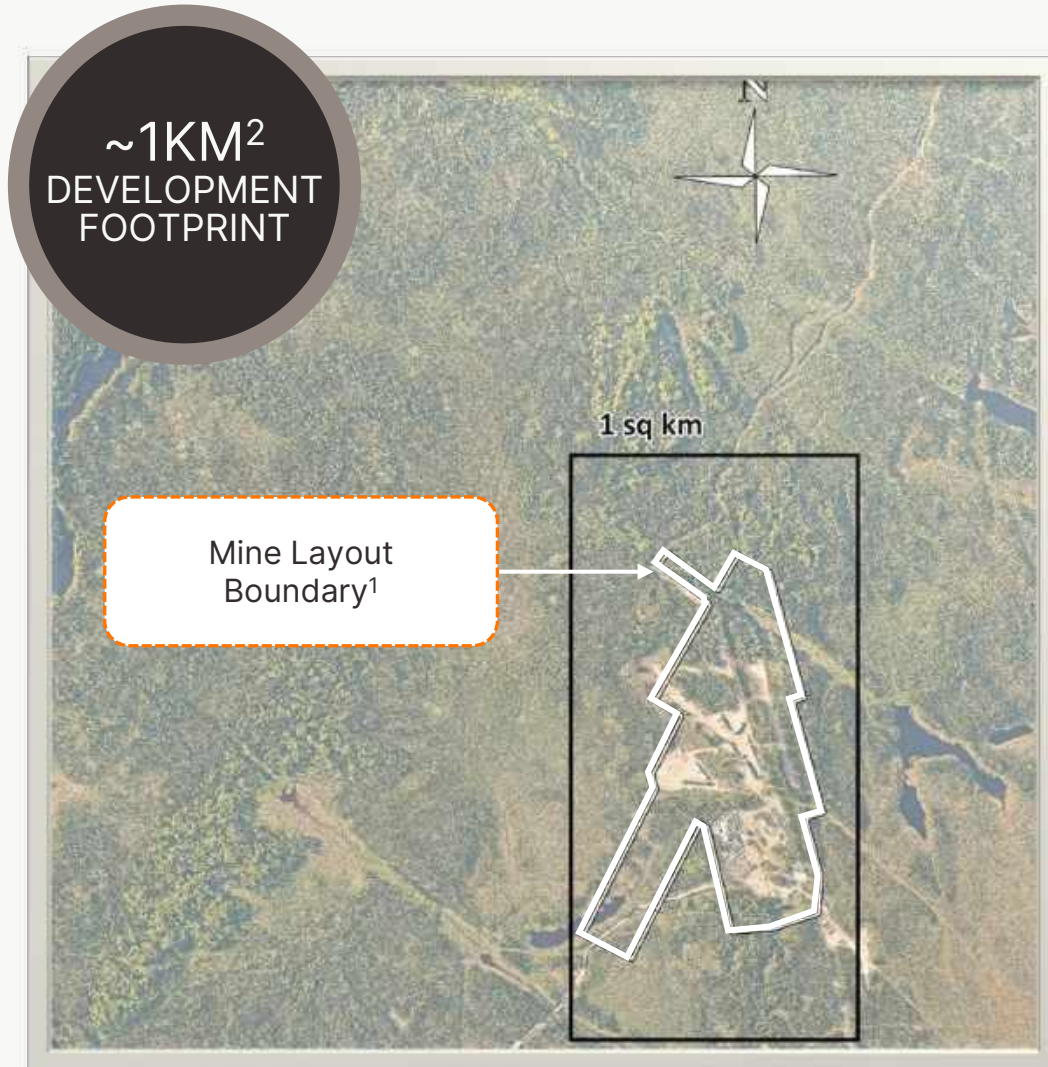 ~1KM²
DEVELOPMENT
FOOTPRINT
N
1 sq km
Mine Layout
Boundary¹